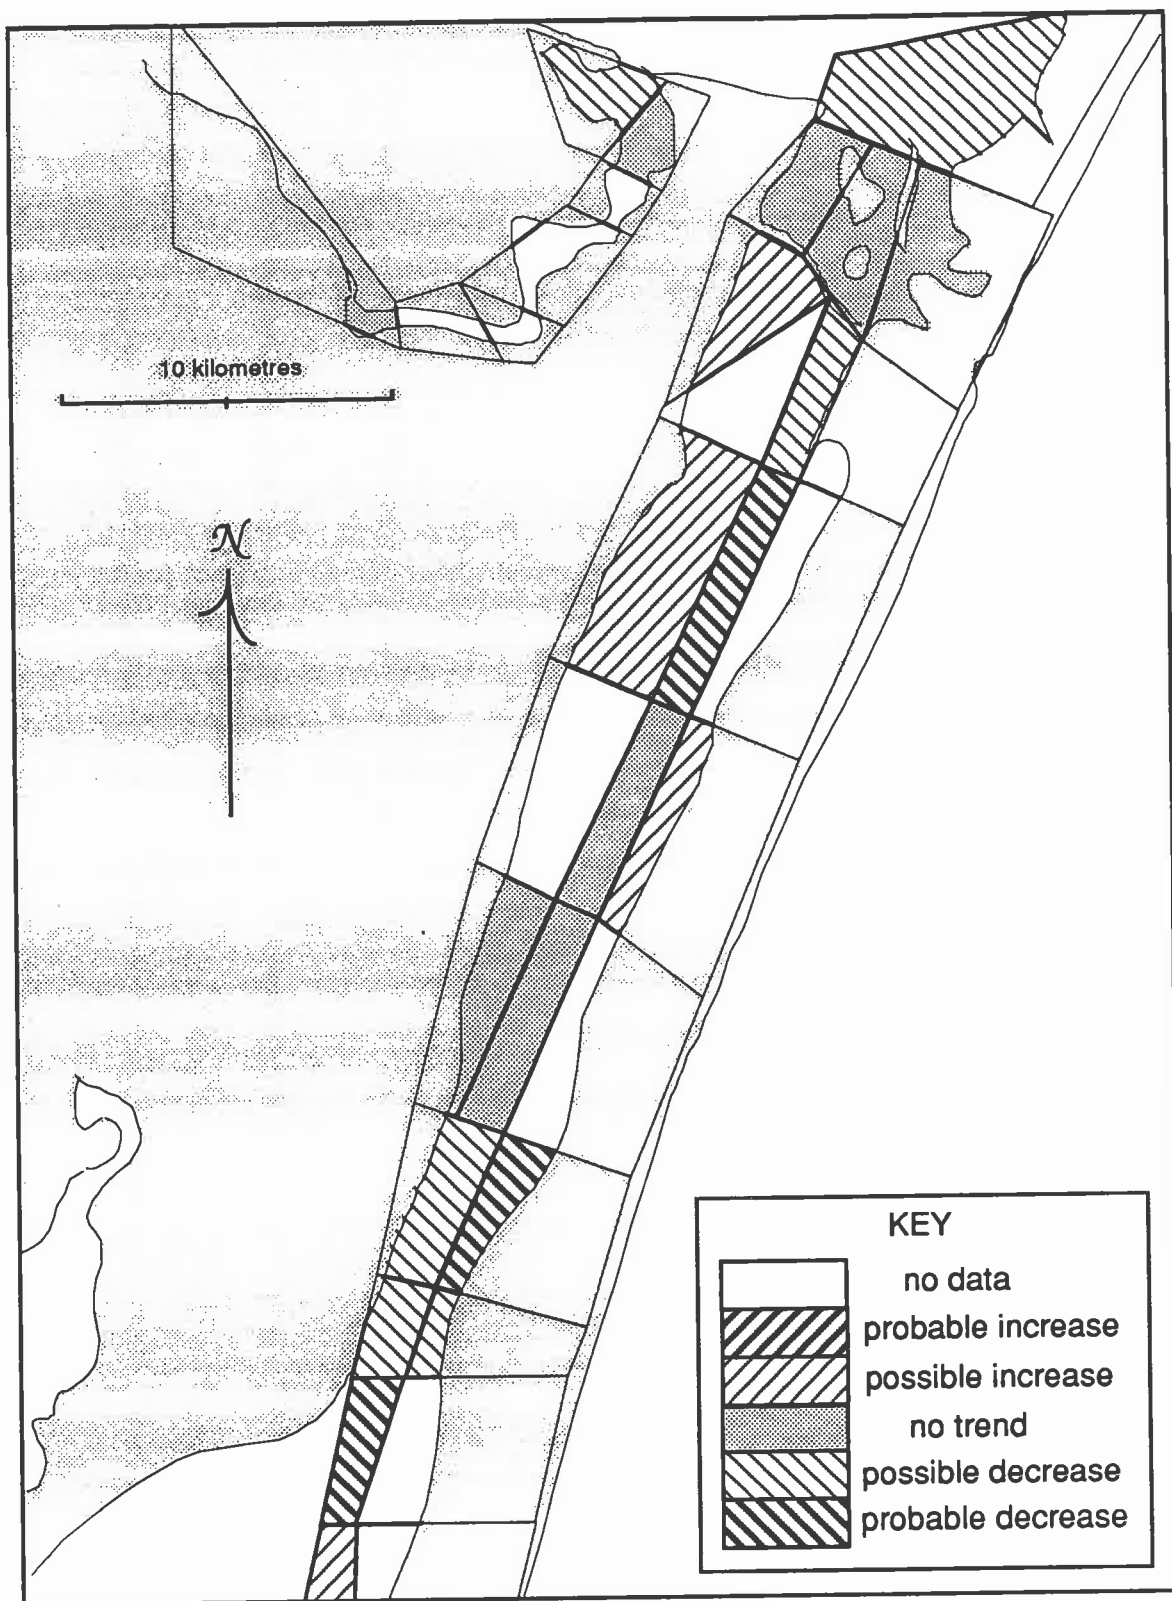 10 kilometres
N
KEY
no data
probable increase
possible increase
no trend
possible decrease
probable decrease